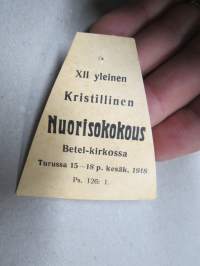 XII yleinen
Kristillinen
Nuorisokokous
Betel-kirkossa
Turussa 15—18 p. kesäk. 1918
Ps. 126: 1.